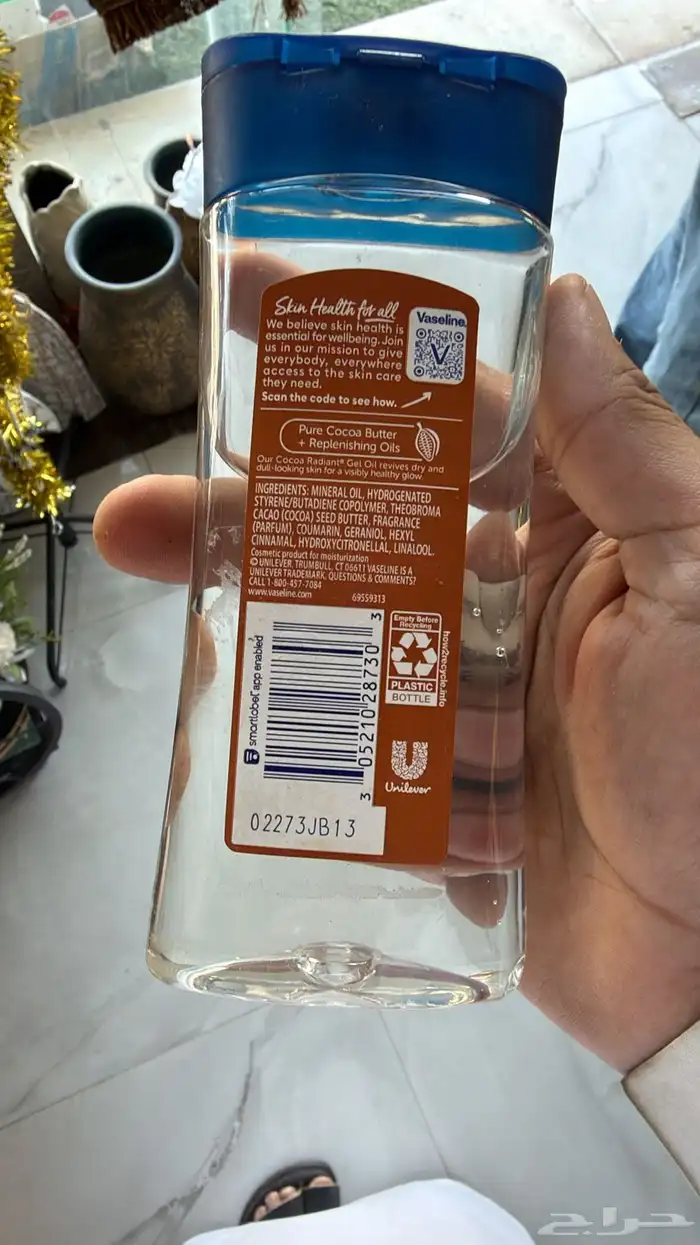 Skin Health for all
We believe skin health is
essential for wellbeing. Join
us in our mission to give
everybody, everywhere
access to the skin care
they need.
Scan the code to see how.
Vaseline
V
Pure Cocoa Butter
+ Replenishing Oils
Our Cocoa Radiant® Gel Oil revives dry and
dull-looking skin for a visibly healthy glow.
INGREDIENTS: MINERAL OIL, HYDROGENATED
STYRENE/BUTADIENE COPOLYMER, THEOBROMA
CACAO (COCOA) SEED BUTTER, FRAGRANCE
(PARFUM), COUMARIN, GERANIOL, HEXYL
CINNAMAL, HYDROXYCITRONELLAL, LINALOOL.
Cosmetic product for moisturization
© UNILEVER, TRUMBULL, CT 06611 VASELINE IS A
UNILEVER TRADEMARK. QUESTIONS & COMMENTS?
CALL 1-800-457-7084
www.vaseline.com
69559313
smartlabel app enabled
3 05210 28730 3
Empty Before
Recycling
PLASTIC
BOTTLE
how2recycle.info
Unilever
02273JB13
حراج